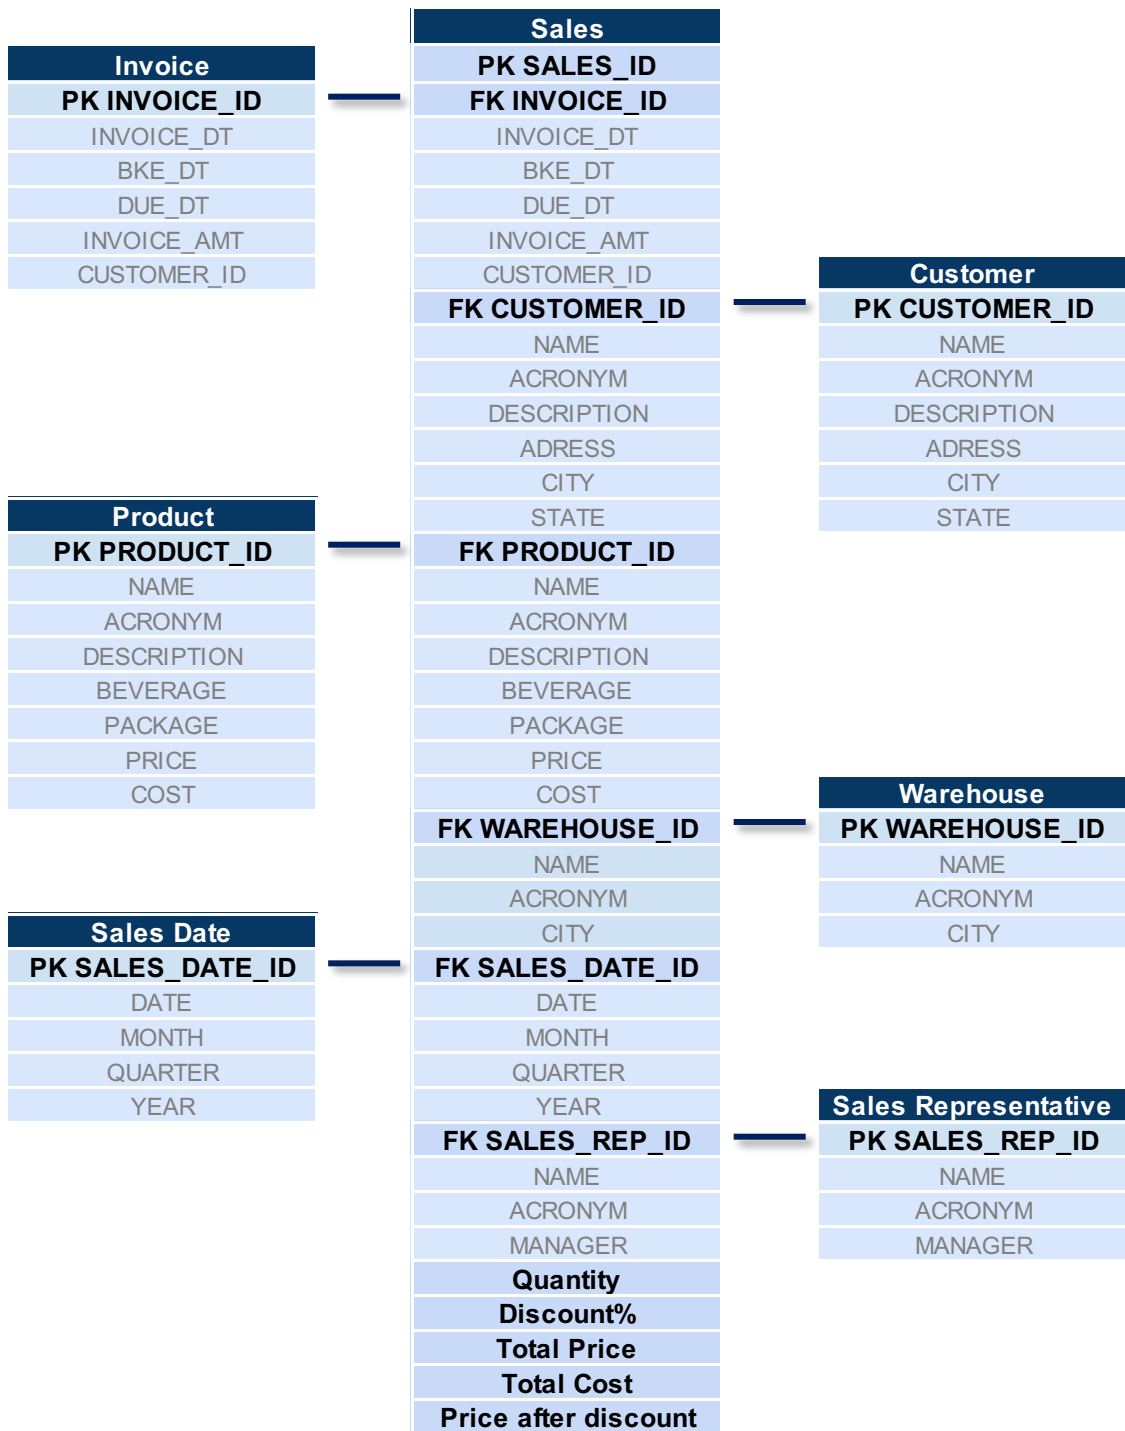 Sales
PK SALES_ID
FK INVOICE_ID
INVOICE_DT
BKE_DT
DUE_DT
INVOICE_AMT
CUSTOMER_ID
FK CUSTOMER_ID
NAME
ACRONYM
DESCRIPTION
ADRESS
CITY
STATE
FK PRODUCT_ID
NAME
ACRONYM
DESCRIPTION
BEVERAGE
PACKAGE
PRICE
COST
FK WAREHOUSE_ID
NAME
ACRONYM
CITY
FK SALES_DATE_ID
DATE
MONTH
QUARTER
YEAR
FK SALES_REP_ID
NAME
ACRONYM
MANAGER
Quantity
Discount%
Total Price
Total Cost
Price after discount
Invoice
PK INVOICE_ID
INVOICE_DT
BKE_DT
DUE_DT
INVOICE_AMT
CUSTOMER_ID
Product
PK PRODUCT_ID
NAME
ACRONYM
DESCRIPTION
BEVERAGE
PACKAGE
PRICE
COST
Sales Date
PK SALES_DATE_ID
DATE
MONTH
QUARTER
YEAR
Customer
PK CUSTOMER_ID
NAME
ACRONYM
DESCRIPTION
ADRESS
CITY
STATE
Warehouse
PK WAREHOUSE_ID
NAME
ACRONYM
CITY
Sales Representative
PK SALES_REP_ID
NAME
ACRONYM
MANAGER